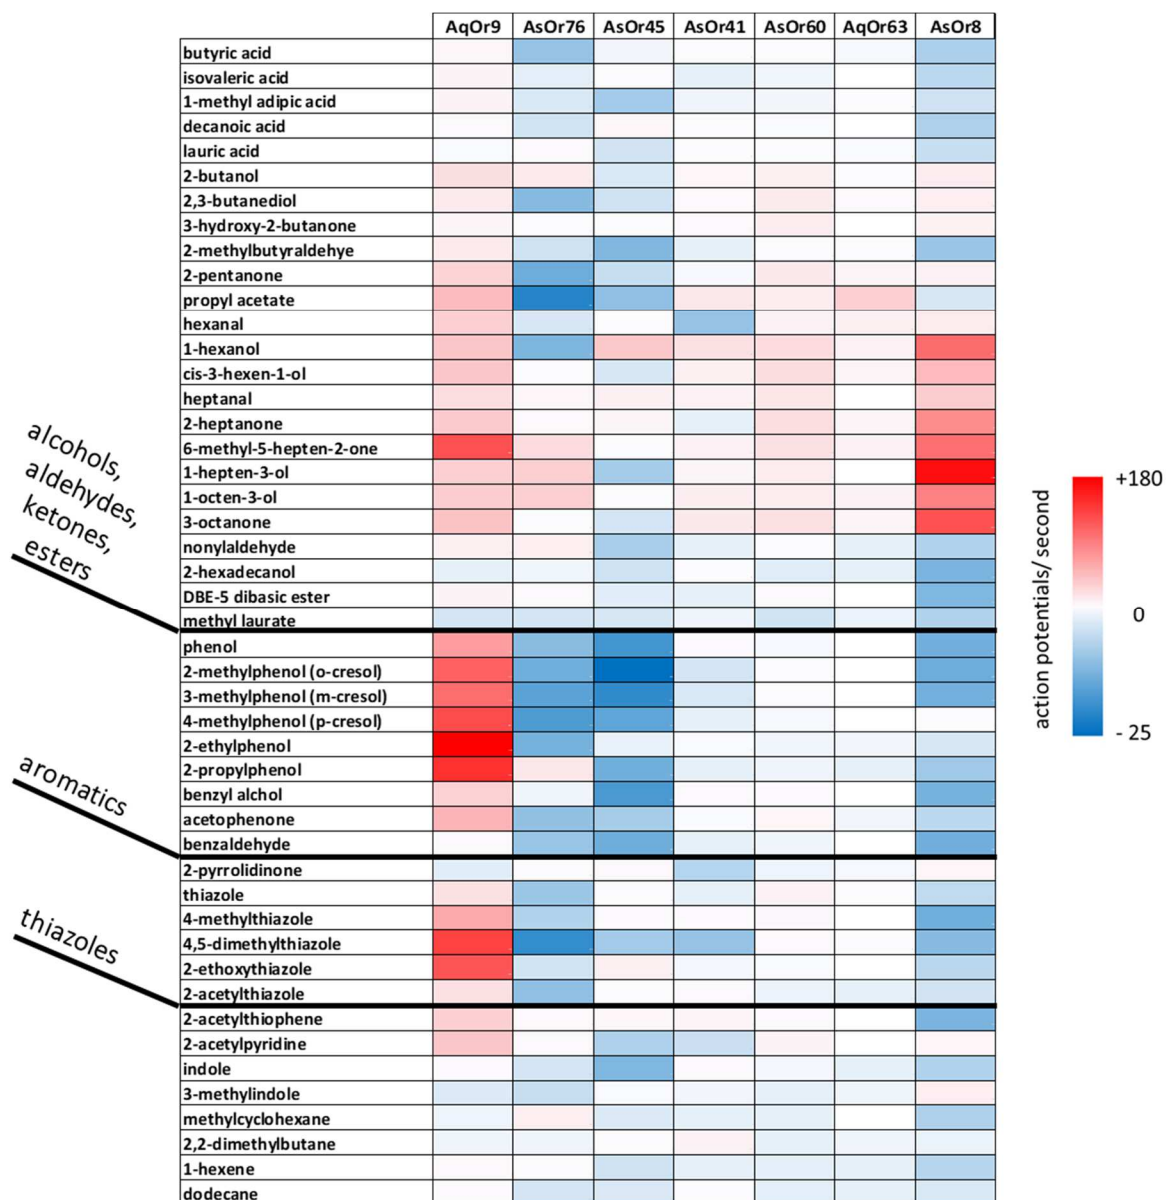 AqOr9 AsOr76 AsOr45 AsOr41 AsOr60 AqOr63 AsOr8
butyric acid
isovaleric acid
1-methyl adipic acid
decanoic acid
lauric acid
2-butanol
2,3-butanediol
3-hydroxy-2-butanone
2-methylbutyraldehye
2-pentanone
propyl acetate
hexanal
1-hexanol
cis-3-hexen-1-ol
heptanal
2-heptanone
6-methyl-5-hepten-2-one
1-hepten-3-ol
1-octen-3-ol
3-octanone
nonylaldehyde
2-hexadecanol
DBE-5 dibasic ester
methyl laurate
alcohols,
aldehydes,
ketones,
esters
phenol
2-methylphenol (o-cresol)
3-methylphenol (m-cresol)
4-methylphenol (p-cresol)
2-ethylphenol
2-propylphenol
benzyl alchol
acetophenone
benzaldehyde
aromatics
2-pyrrolidinone
thiazole
4-methylthiazole
4,5-dimethylthiazole
2-ethoxythiazole
2-acetylthiazole
thiazoles
2-acetylthiophene
2-acetylpyridine
indole
3-methylindole
methylcyclohexane
2,2-dimethylbutane
1-hexene
dodecane
action potentials/ second
+180
0
- 25